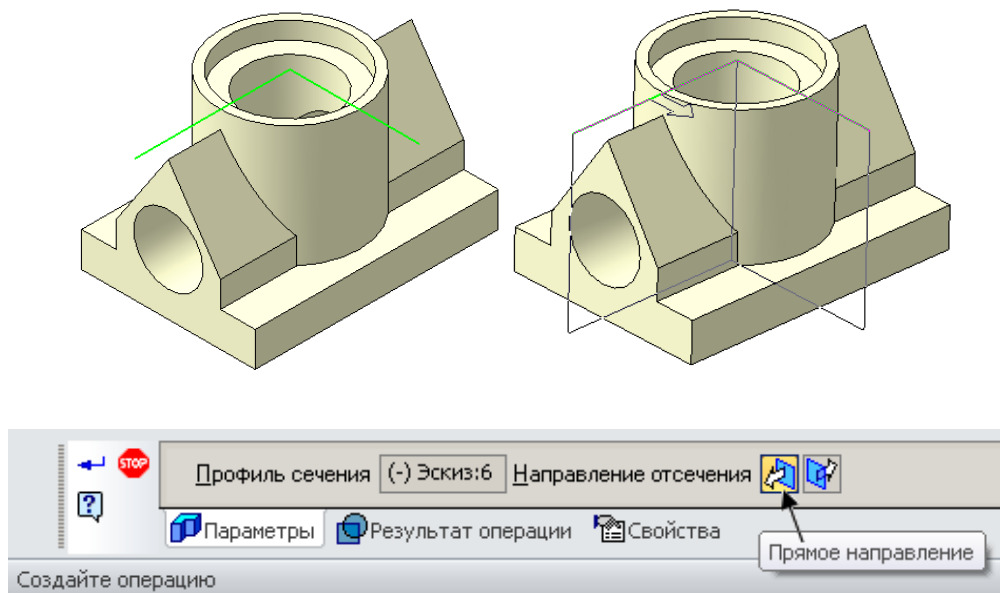 STOP
Профиль сечения (-) Эскиз:6 Направление отсечения
Параметры Результат операции Свойства
Прямое направление
Создайте операцию